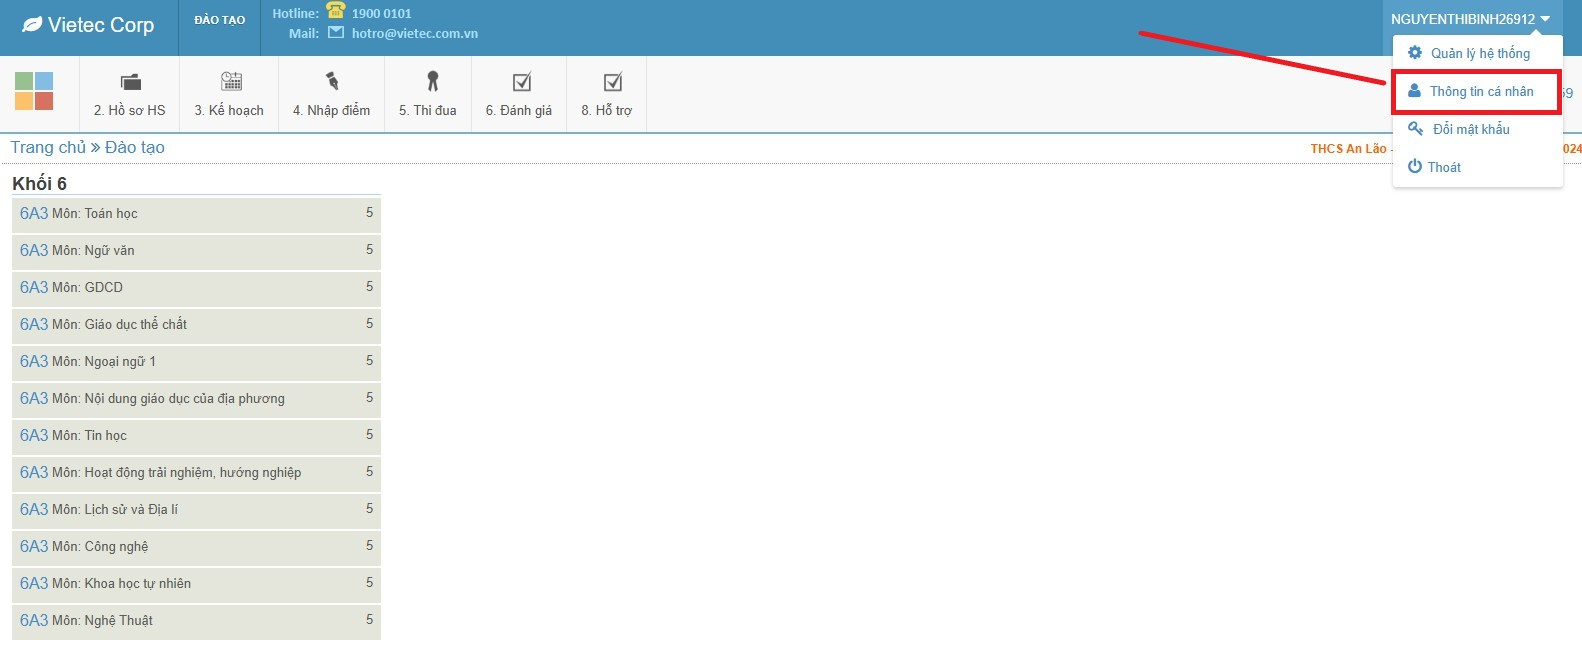 Vietec Corp
ĐÀO TẠO
Hotline: 1900 0101
Mail: hotro@vietec.com.vn
NGUYENTHIBINH26912
Quản lý hệ thống
Thông tin cá nhân
Đổi mật khẩu
Thoát
2. Hồ sơ HS
3. Kế hoạch
4. Nhập điểm
5. Thi đua
6. Đánh giá
8. Hỗ trợ
Trang chủ » Đào tạo
THCS An Lão -
024
Khối 6
6A3 Môn: Toán học 5
6A3 Môn: Ngữ văn 5
6A3 Môn: GDCD 5
6A3 Môn: Giáo dục thể chất 5
6A3 Môn: Ngoại ngữ 1 5
6A3 Môn: Nội dung giáo dục của địa phương 5
6A3 Môn: Tin học 5
6A3 Môn: Hoạt động trải nghiệm, hướng nghiệp 5
6A3 Môn: Lịch sử và Địa lí 5
6A3 Môn: Công nghệ 5
6A3 Môn: Khoa học tự nhiên 5
6A3 Môn: Nghệ Thuật 5